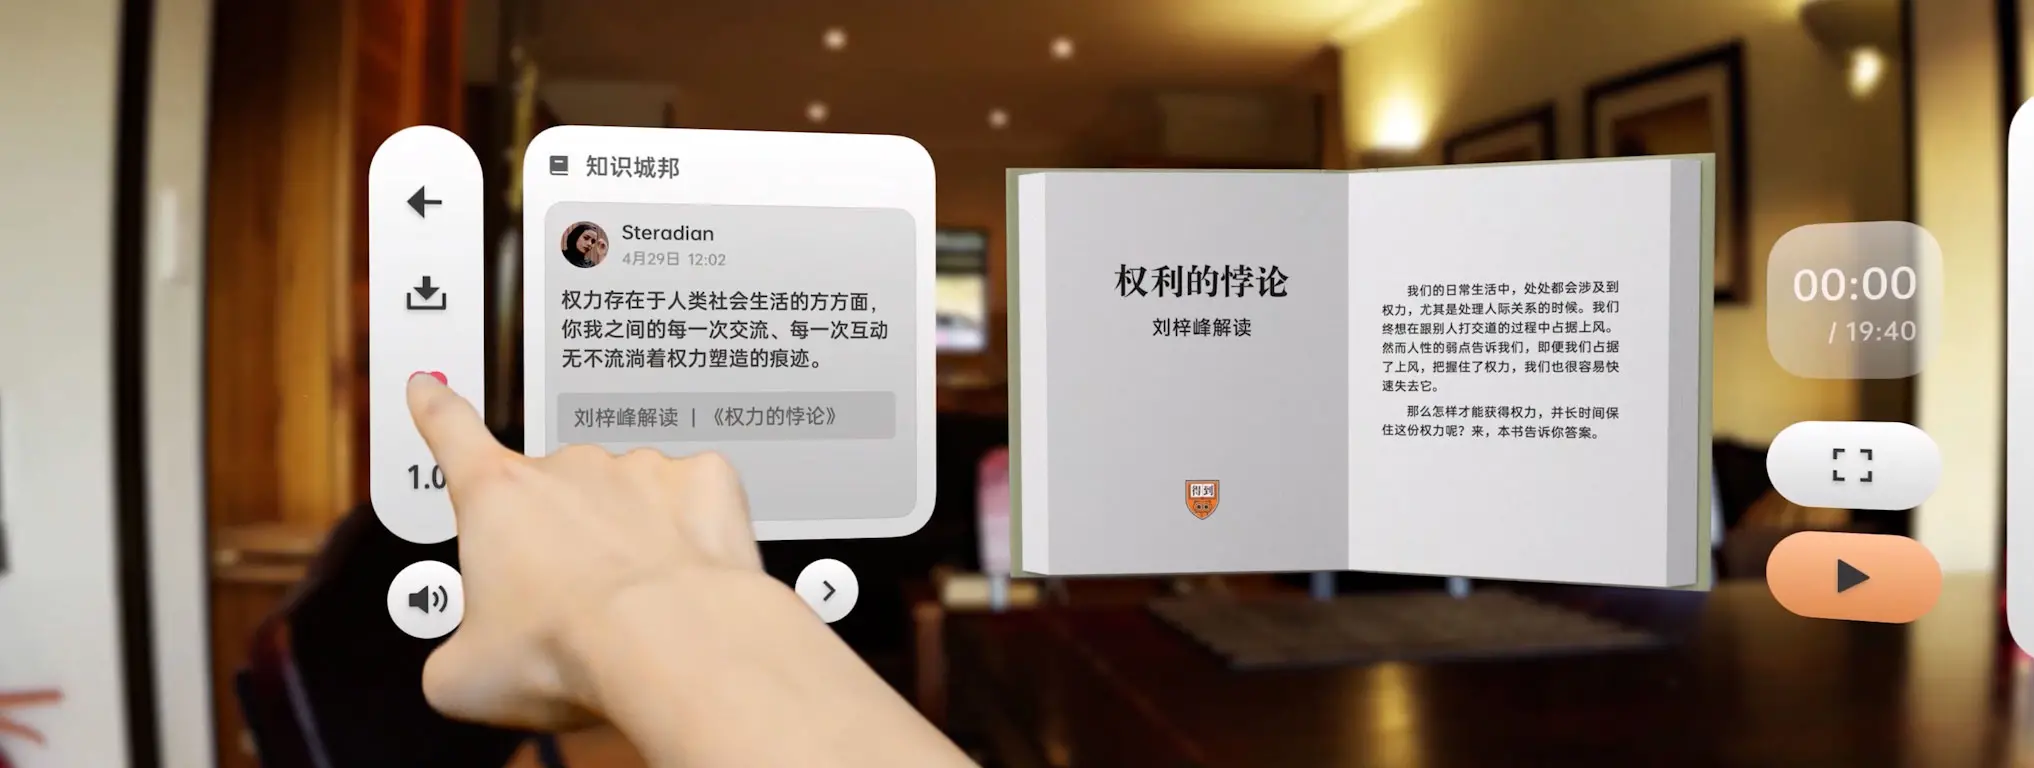 知识城邦
Steradian
4月29日 12:02
权力存在于人类社会生活的方方面，
你我之间的每一次交流、每一次互动
无不流淌着权力塑造的痕迹。
刘梓峰解读 | 《权力的悖论》
1.0
权利的悖论
刘梓峰解读
得到
我们的日常生活中，处处都会涉及到
权力，尤其是处理人际关系的时候。我们
终想在跟别人打交道的过程中占据上风。
然而人性的弱点告诉我们，即便我们占据
了上风，把握住了权力，我们也很容易快
速失去它。
那么怎样才能获得权力，并长时间保
住这份权力呢？来，本书告诉你答案。
00:00
/ 19:40